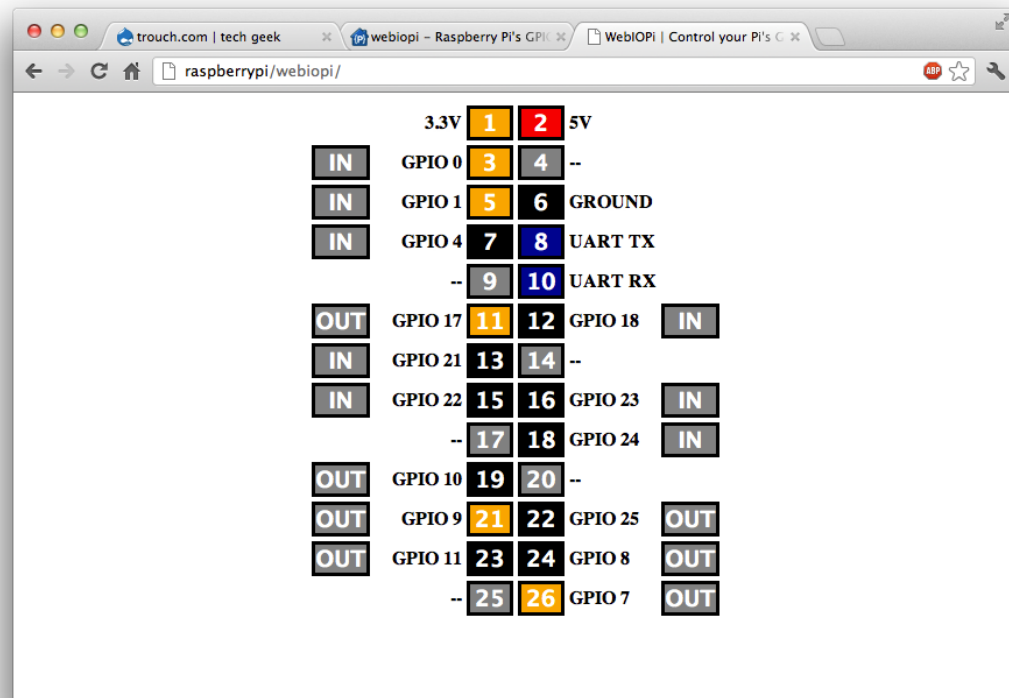 trouch.com | tech geek webiopi – Raspberry Pi's GPIO WebIOPi | Control your Pi's G
raspberrypi/webiopi/ ABP
3.3V 1 2 5V
IN GPIO 0 3 4 --
IN GPIO 1 5 6 GROUND
IN GPIO 4 7 8 UART TX
-- 9 10 UART RX
OUT GPIO 17 11 12 GPIO 18 IN
IN GPIO 21 13 14 --
IN GPIO 22 15 16 GPIO 23 IN
-- 17 18 GPIO 24 IN
OUT GPIO 10 19 20 --
OUT GPIO 9 21 22 GPIO 25 OUT
OUT GPIO 11 23 24 GPIO 8 OUT
-- 25 26 GPIO 7 OUT